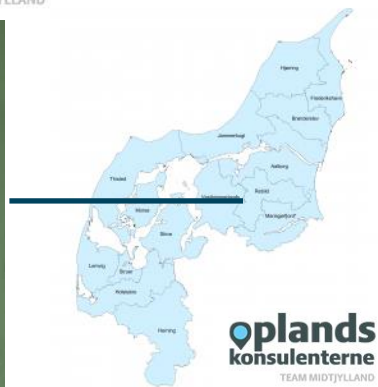 Hjørring
Frederikshavn
Brønderslev
Jammerbugt
Thisted
Aalborg
Rebild
Morsø
Mariagerfjord
Skive
Lemvig
Struer
Holstebro
Herning
oplands
konsulenterne
TEAM MIDTJYLLAND